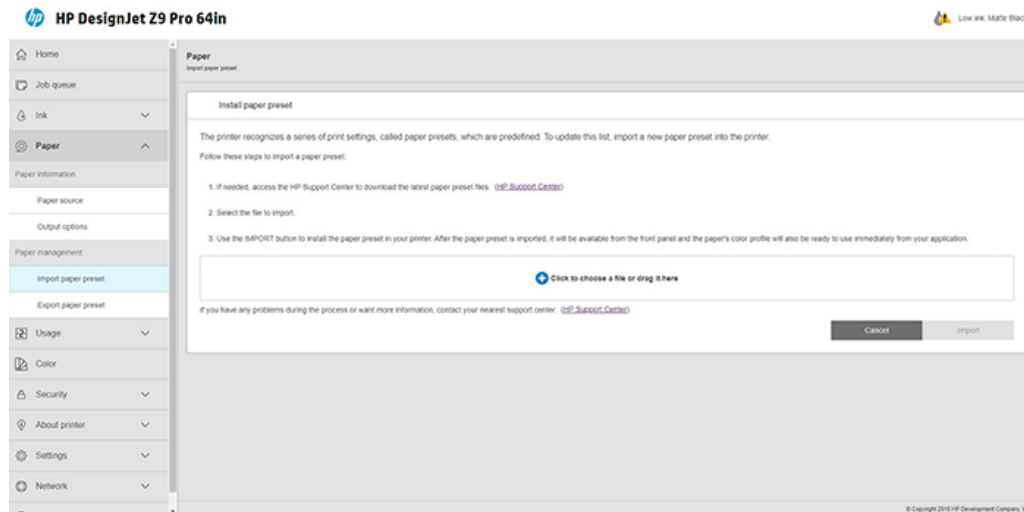 hp HP DesignJet Z9 Pro 64in
Low ink: Matte Blac
Home
Job queue
Ink
Paper
Paper information
Paper source
Output options
Paper management
Import paper preset
Export paper preset
Usage
Color
Security
About printer
Settings
Network
Paper
Import paper preset
Install paper preset
The printer recognizes a series of print settings, called paper presets, which are predefined. To update this list, import a new paper preset into the printer.
Follow these steps to import a paper preset:
1. If needed, access the HP Support Center to download the latest paper preset files. (HP Support Center)
2. Select the file to import.
3. Use the IMPORT button to install the paper preset in your printer. After the paper preset is imported, it will be available from the front panel and the paper's color profile will also be ready to use immediately from your application.
Click to choose a file or drag it here
If you have any problems during the process or want more information, contact your nearest support center. (HP Support Center)
Cancel Import
© Copyright 2018 HP Development Company,